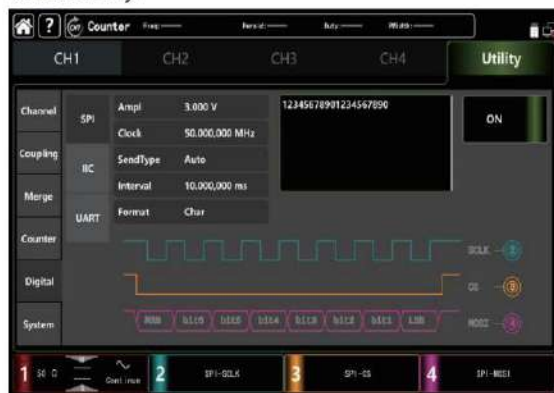 ? Off Counter Freq: Period: Duty: Width:
CH1 CH2 CH3 CH4 Utility
Channel
Coupling
Merge
Counter
Digital
System
SPI
IIC
UART
Ampl 3.000 V
Clock 50.000,000 MHz
SendType Auto
Interval 10.000,000 ms
Format Char
12345678901234567890
ON
SCLK 2
CS 3
MSB bit6 bit5 bit4 bit3 bit2 bit1 LSB MOSI 4
1 50 Ω Continue 2 SPI-SCLK 3 SPI-CS 4 SPI-MOSI